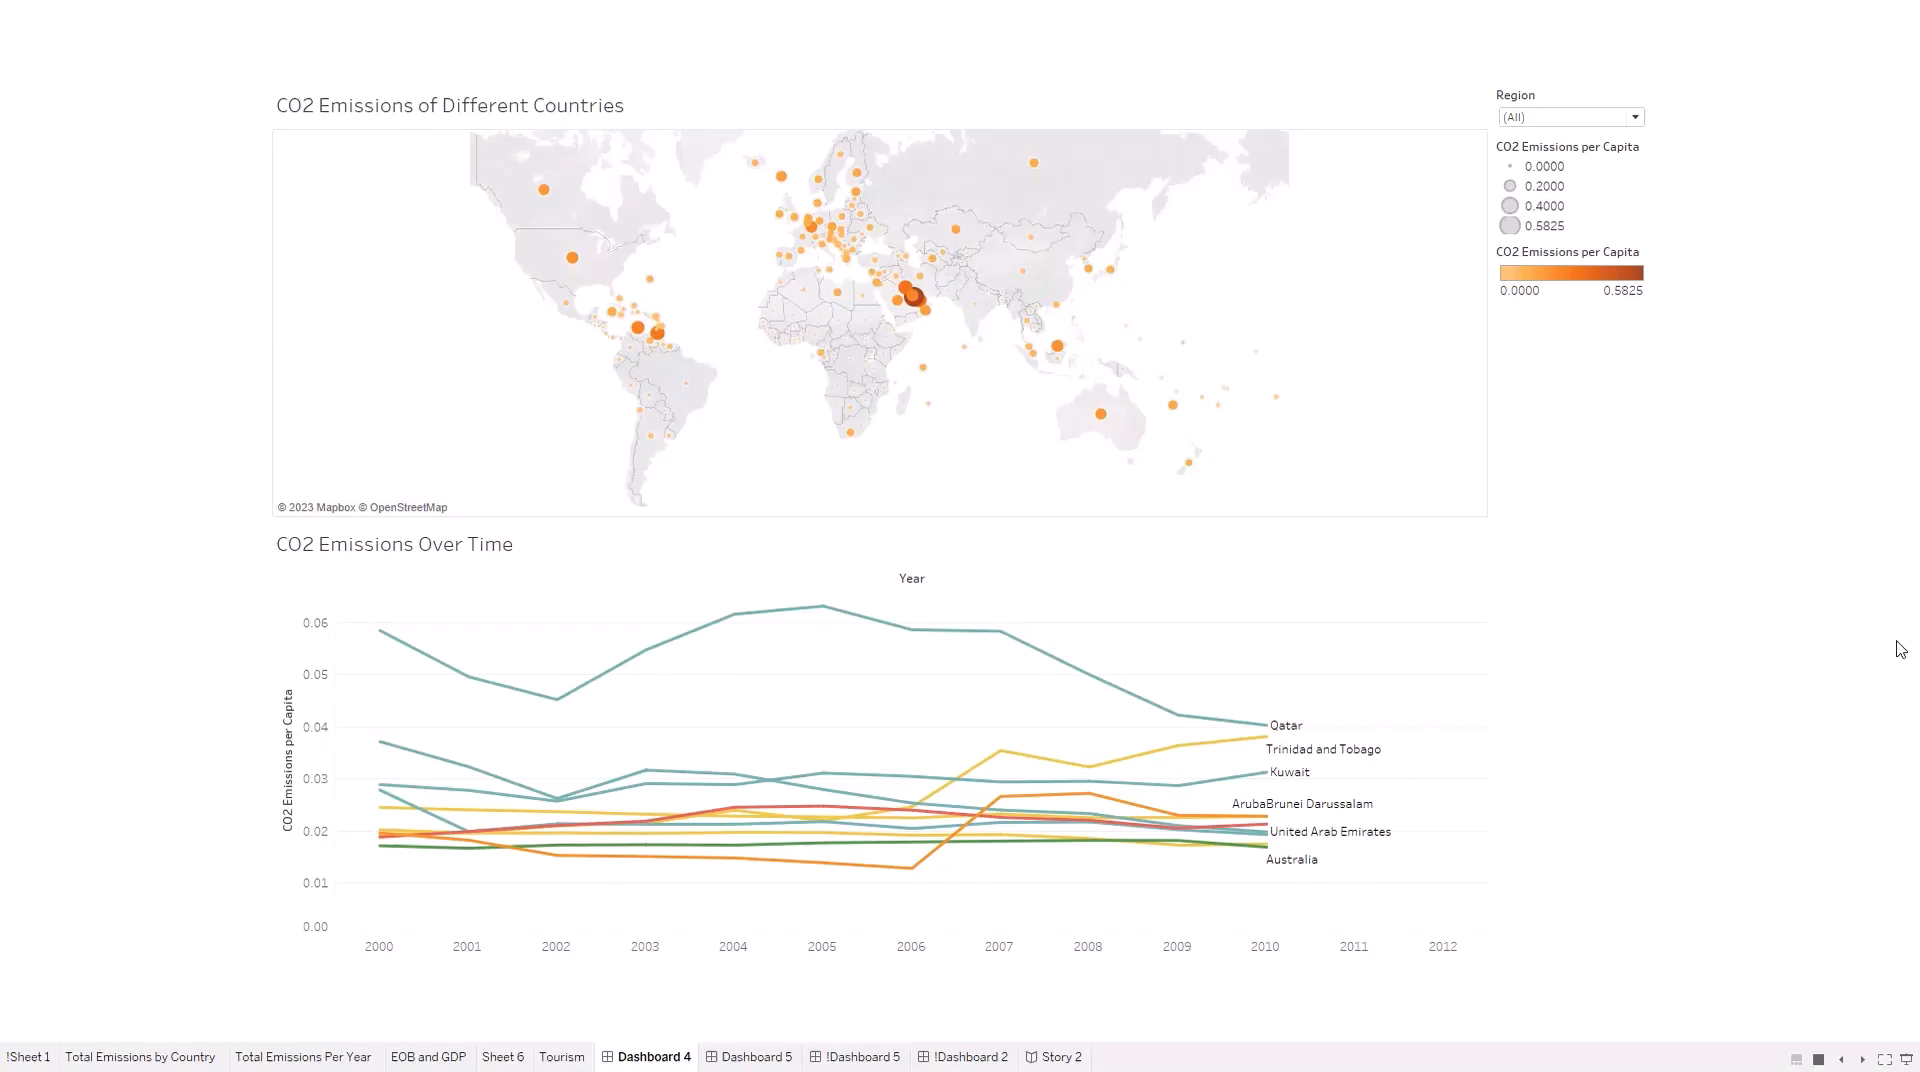 CO2 Emissions of Different Countries
Region
(All)
CO2 Emissions per Capita
0.0000
0.2000
0.4000
0.5825
CO2 Emissions per Capita
0.0000 0.5825
© 2023 Mapbox © OpenStreetMap
CO2 Emissions Over Time
Year
CO2 Emissions per Capita
0.06
0.05
0.04
0.03
0.02
0.01
0.00
Qatar
Trinidad and Tobago
Kuwait
ArubaBrunei Darussalam
United Arab Emirates
Australia
2000 2001 2002 2003 2004 2005 2006 2007 2008 2009 2010 2011 2012
!Sheet 1 Total Emissions by Country Total Emissions Per Year EOB and GDP Sheet 6 Tourism Dashboard 4 Dashboard 5 !Dashboard 5 !Dashboard 2 Story 2